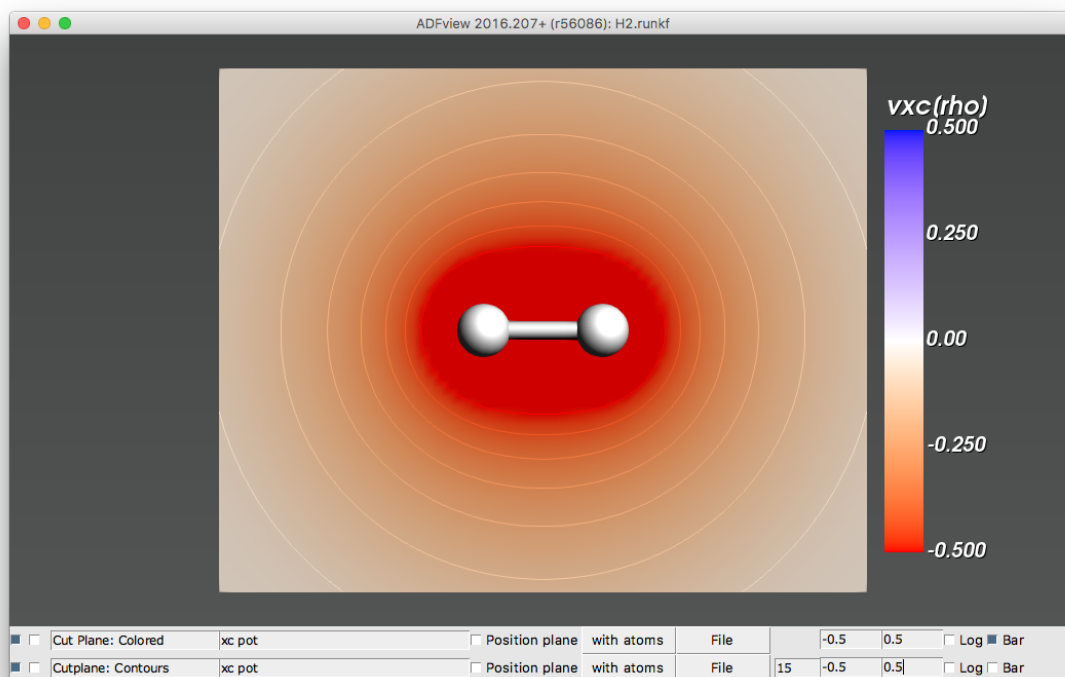 ADFview 2016.207+ (r56086): H2.runkf
vxc(rho)
0.500
0.250
0.00
-0.250
-0.500
Cut Plane: Colored xc pot Position plane with atoms File -0.5 0.5 Log Bar
Cutplane: Contours xc pot Position plane with atoms File 15 -0.5 0.5 Log Bar